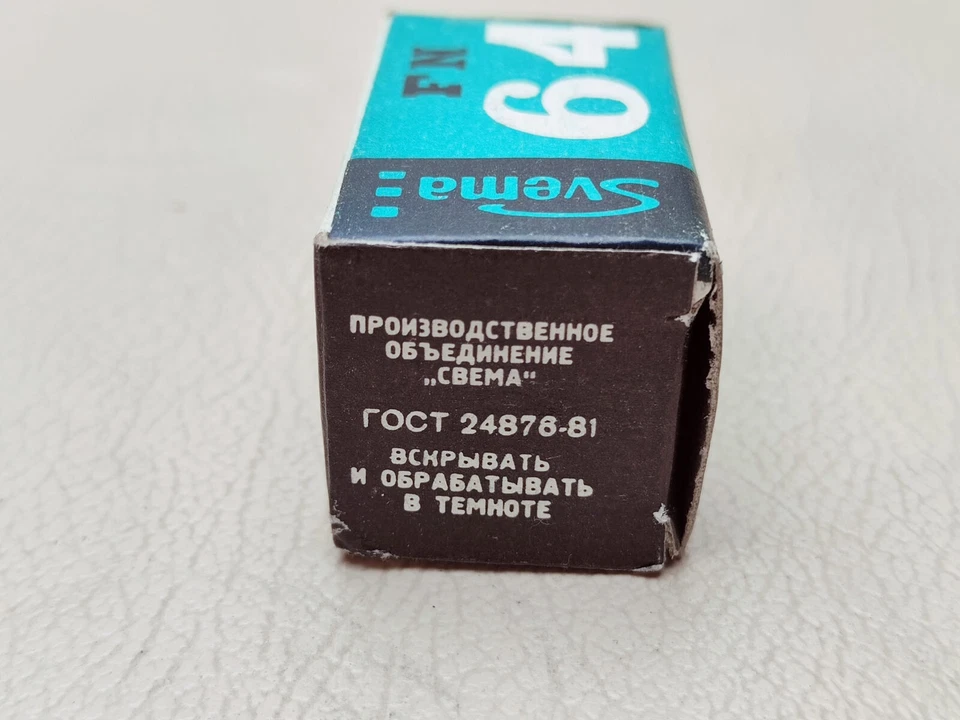 FN
64
Svema
ПРОИЗВОДСТВЕННОЕ
ОБЪЕДИНЕНИЕ
„СВЕМА“
ГОСТ 24876-81
ВСКРЫВАТЬ
И ОБРАБАТЫВАТЬ
В ТЕМНОТЕ